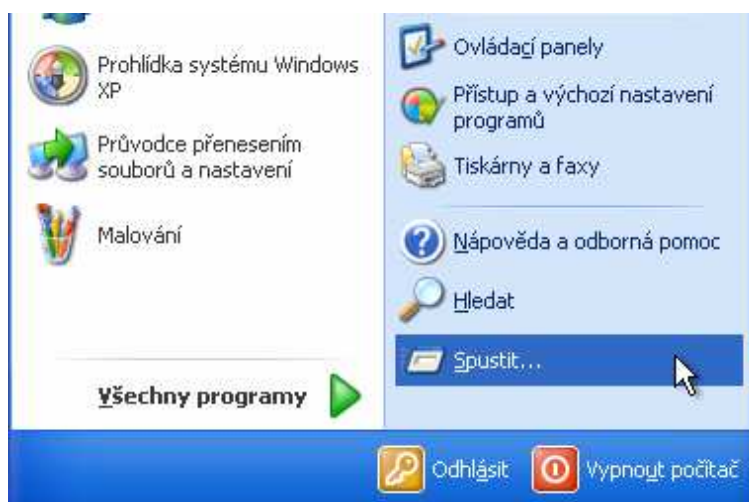 Prohlídka systému Windows
XP
Průvodce přenesením
souborů a nastavení
Malování
Všechny programy
Ovládací panely
Přístup a výchozí nastavení
programů
Tiskárny a faxy
Nápověda a odborná pomoc
Hledat
Spustit...
Odhlásit
Vypnout počítač